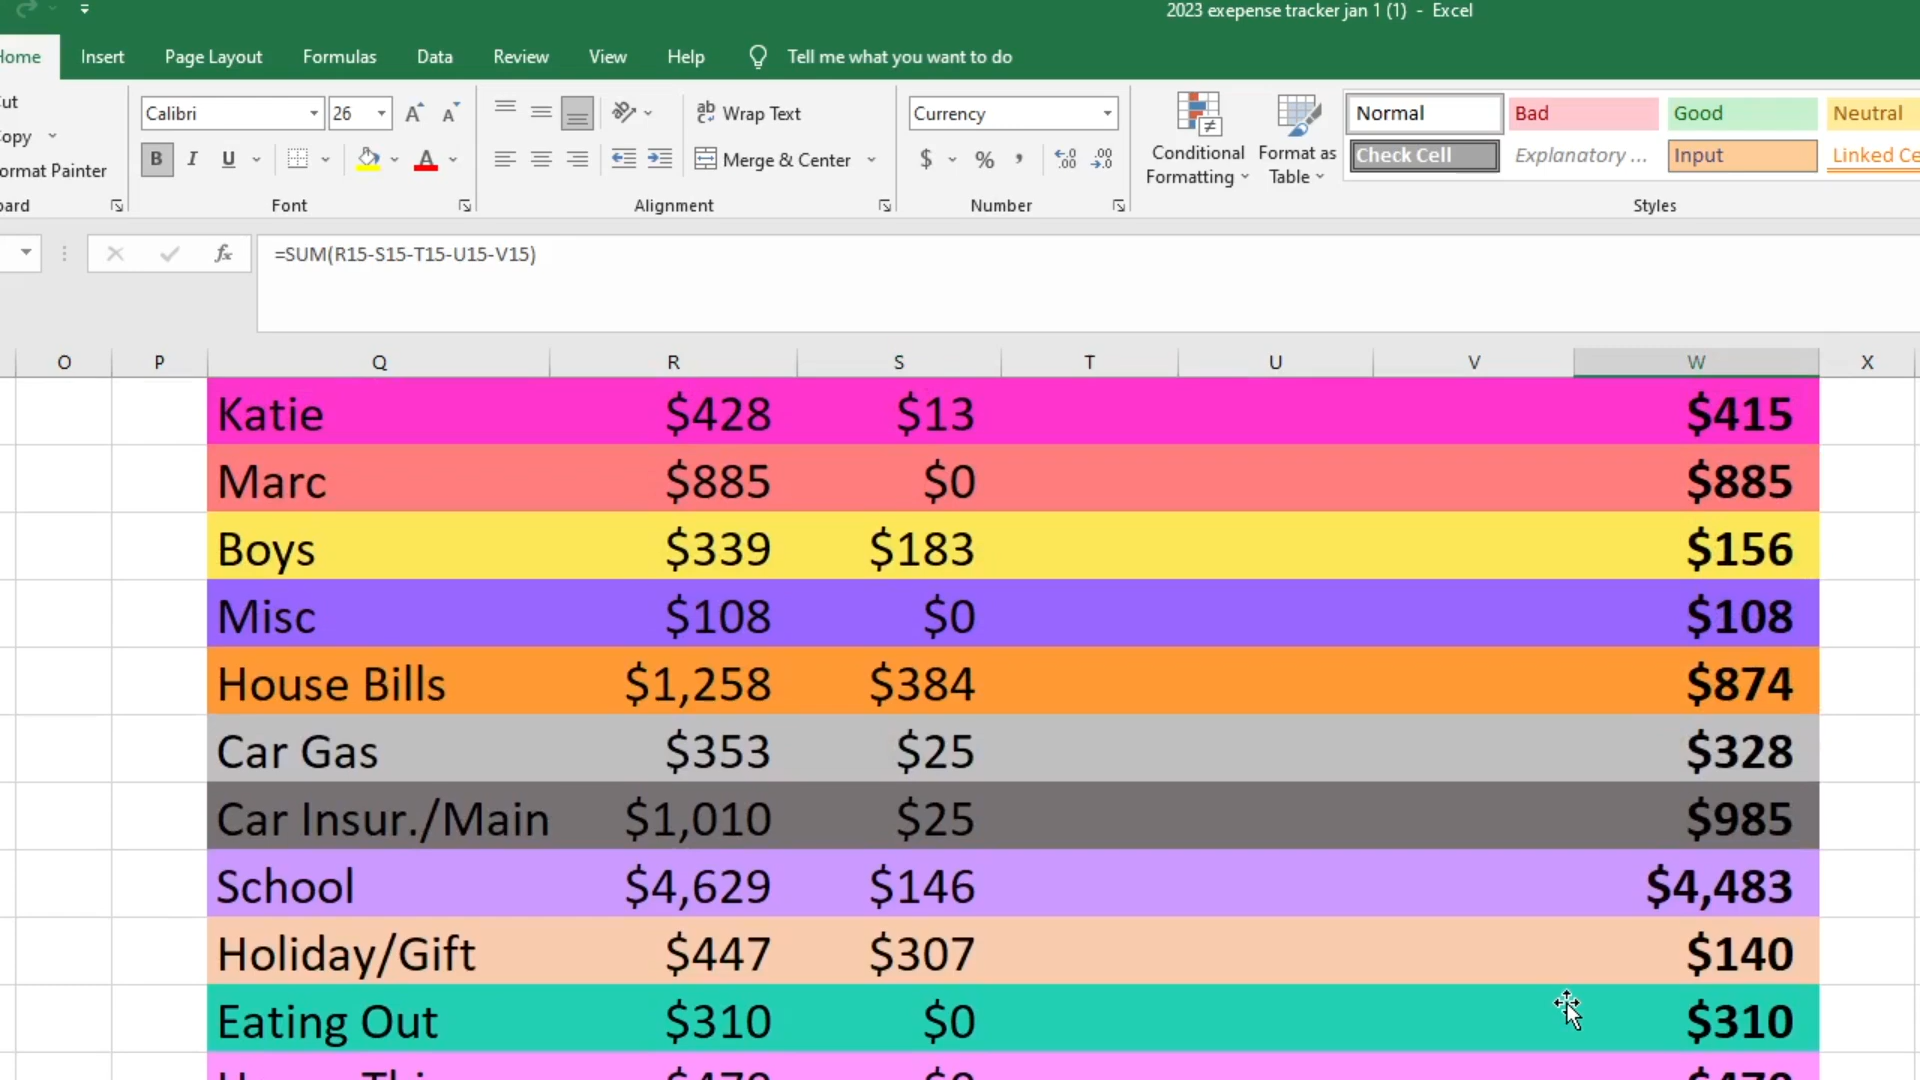 2023 exepense tracker jan 1 (1) - Excel
Home Insert Page Layout Formulas Data Review View Help Tell me what you want to do
Calibri 26 A A ab Wrap Text Currency Conditional Formatting Format as Table Normal Bad Good Neutral
B I U A Merge & Center $ % , Check Cell Explanatory ... Input Linked Ce
ormat Painter
Font Alignment Number Styles
fx =SUM(R15-S15-T15-U15-V15)
O P Q R S T U V W X
Katie $428 $13 $415
Marc $885 $0 $885
Boys $339 $183 $156
Misc $108 $0 $108
House Bills $1,258 $384 $874
Car Gas $353 $25 $328
Car Insur./Main $1,010 $25 $985
School $4,629 $146 $4,483
Holiday/Gift $447 $307 $140
Eating Out $310 $0 $310